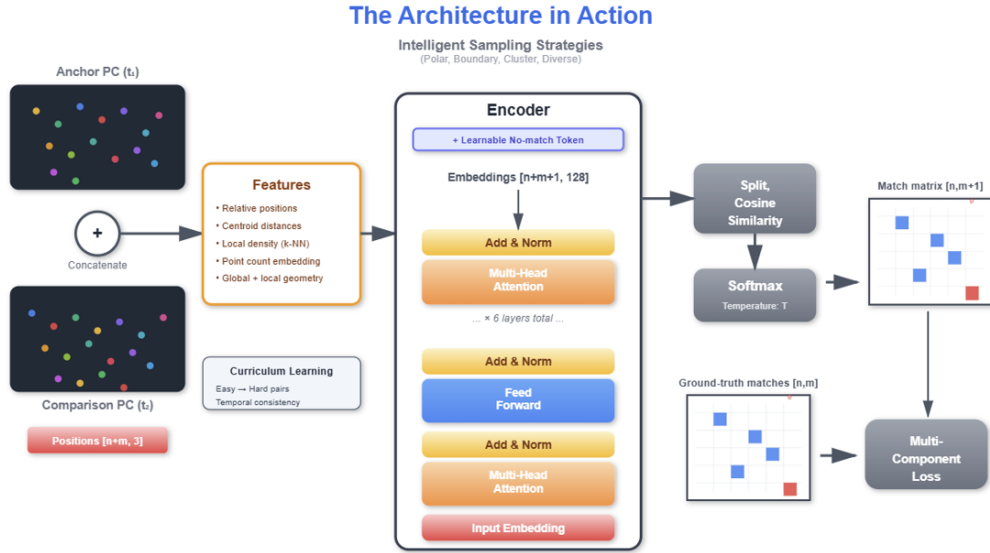 The Architecture in Action
Intelligent Sampling Strategies
(Polar, Boundary, Cluster, Diverse)
Anchor PC (t₁)
+
Concatenate
Comparison PC (t₂)
Positions [n+m, 3]
Features
• Relative positions
• Centroid distances
• Local density (k-NN)
• Point count embedding
• Global + local geometry
Curriculum Learning
Easy → Hard pairs
Temporal consistency
Encoder
+ Learnable No-match Token
Embeddings [n+m+1, 128]
Add & Norm
Multi-Head
Attention
... × 6 layers total ...
Add & Norm
Feed
Forward
Add & Norm
Multi-Head
Attention
Input Embedding
Split,
Cosine
Similarity
Softmax
Temperature: T
Match matrix [n,m+1]
Ground-truth matches [n,m]
Multi-
Component
Loss